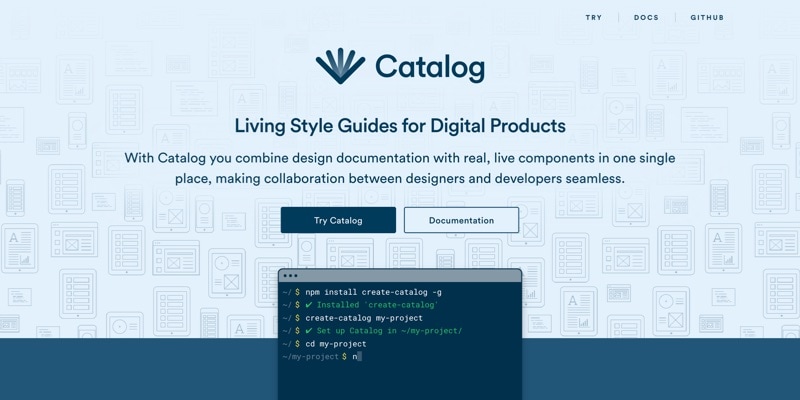 TRY
DOCS
GITHUB
Catalog
Living Style Guides for Digital Products
With Catalog you combine design documentation with real, live components in one single
place, making collaboration between designers and developers seamless.
Try Catalog
Documentation
~/ $ npm install create-catalog -g
~/ $ ✔ Installed `create-catalog`
~/ $ create-catalog my-project
~/ $ ✔ Set up Catalog in ~/my-project/
~/ $ cd my-project
~/my-project $ n